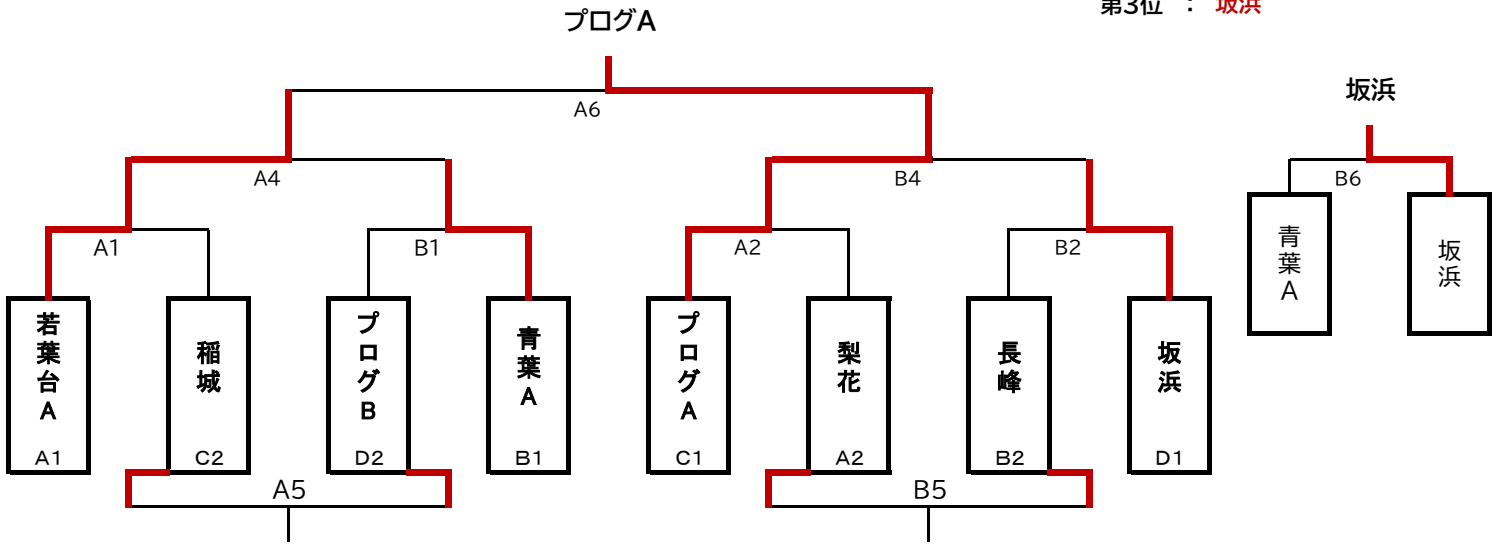 第3位 : 坂浜
プログA
坂浜
A6
A4
B4
B6
A1
B1
A2
B2
青葉A
坂浜
若葉台A
稲城
プログB
青葉A
プログA
梨花
長峰
坂浜
A1
C2
D2
B1
C1
A2
B2
D1
A5
B5